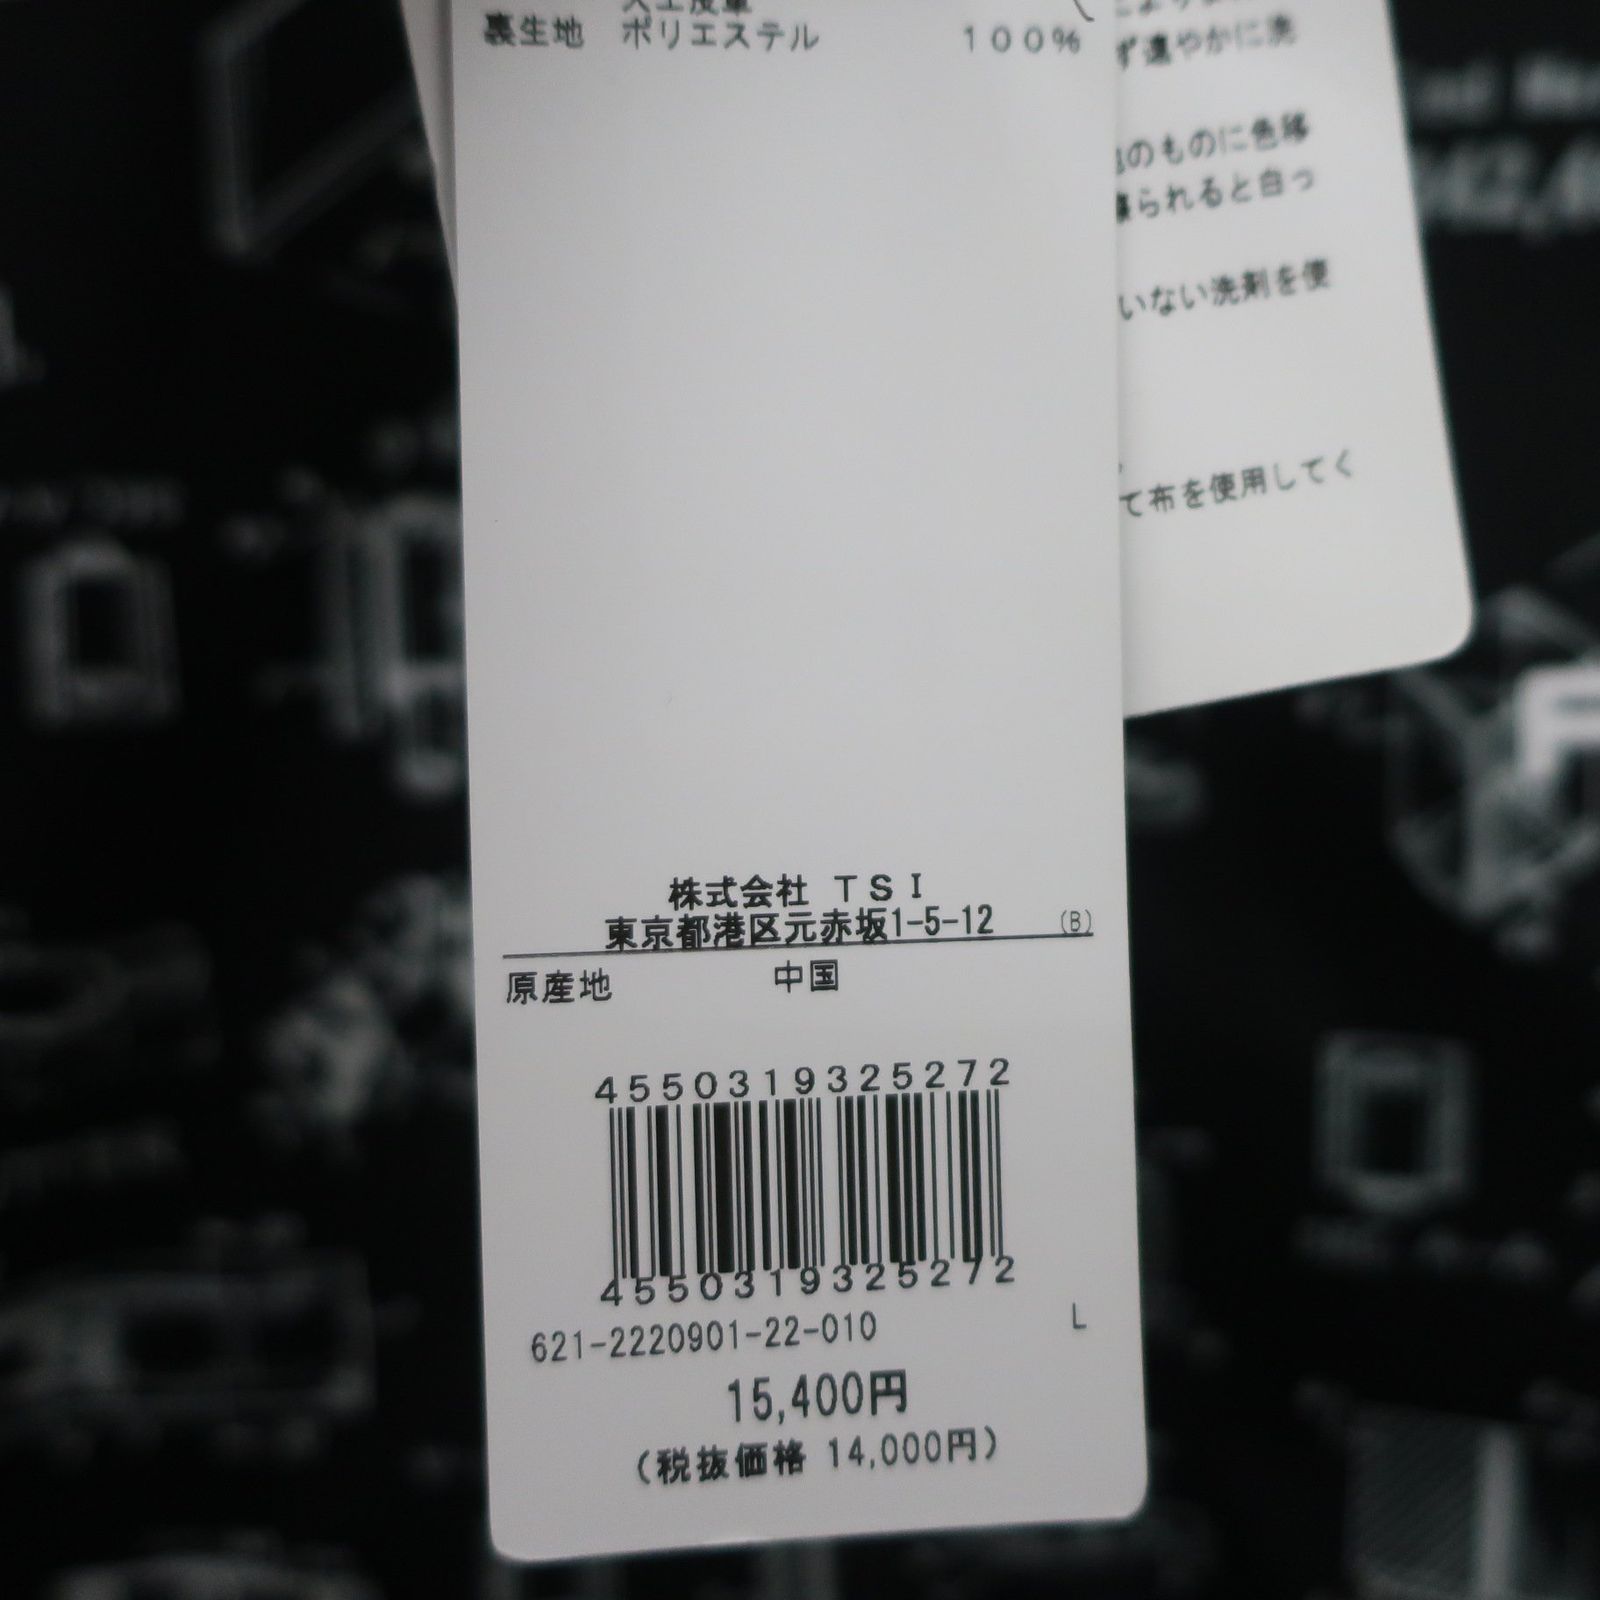 裏生地 ポリエステル 100%
ず速やかに洗
のものに色移
られると白っ
いない洗剤を使
て布を使用してく
株式会社 TSI
東京都港区元赤坂1-5-12 (B)
原産地 中国
4550319325272
4550319325272
621-2220901-22-010 L
15,400円
(税抜価格 14,000円)